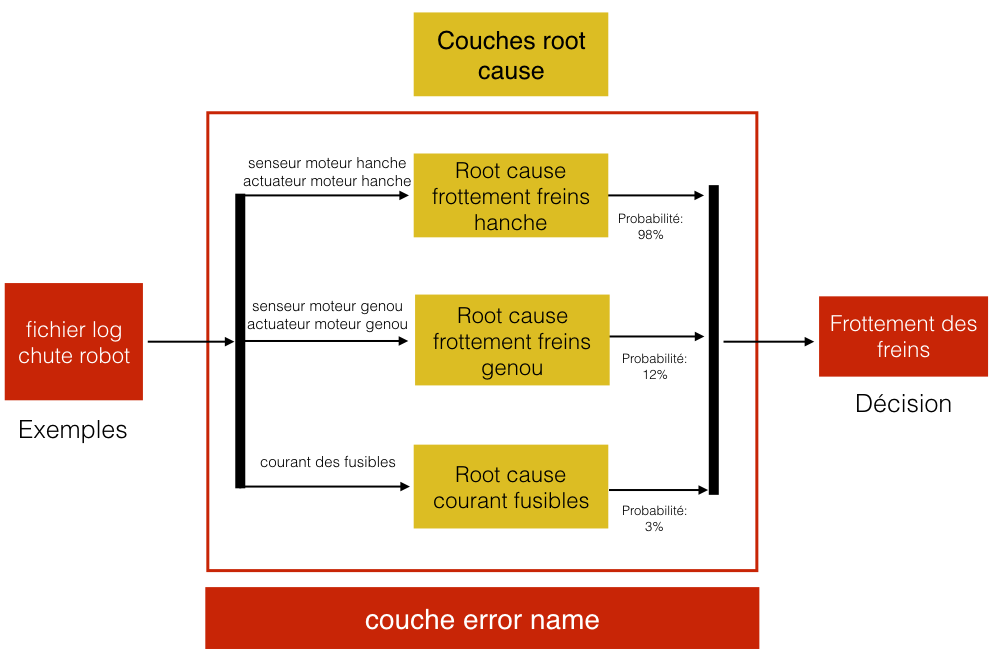 Couches root
cause
senseur moteur hanche
actuateur moteur hanche
Root cause
frottement freins
hanche
Probabilité:
98%
fichier log
chute robot
Exemples
senseur moteur genou
actuateur moteur genou
Root cause
frottement freins
genou
Probabilité:
12%
Frottement des
freins
Décision
courant des fusibles
Root cause
courant fusibles
Probabilité:
3%
couche error name